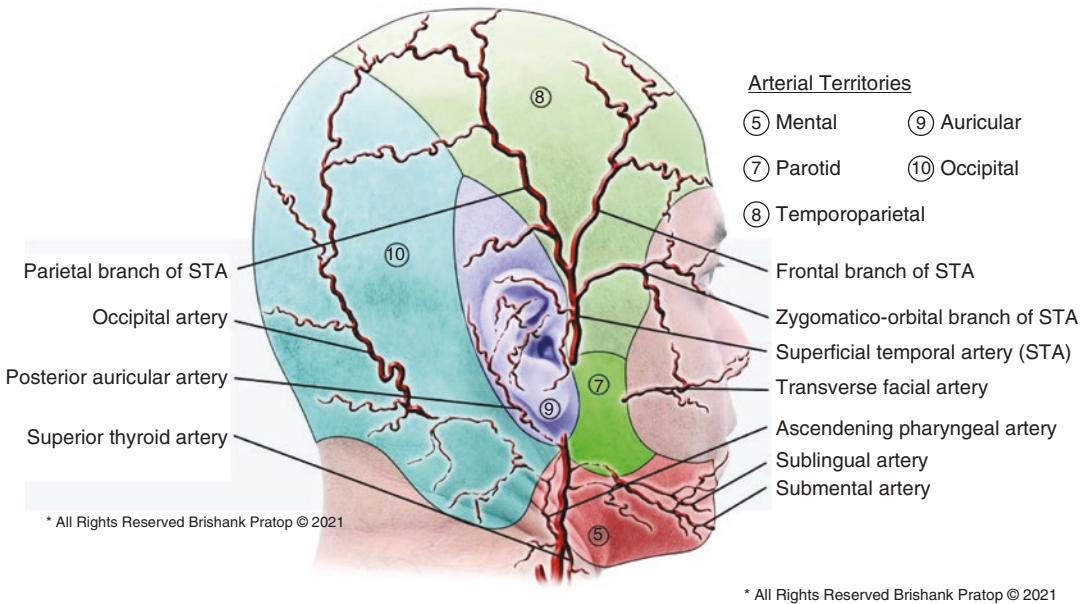 Arterial Territories
⑤ Mental ⑨ Auricular
⑦ Parotid ⑩ Occipital
⑧ Temporoparietal
⑧
⑩
⑦
⑨
⑤
Parietal branch of STA
Occipital artery
Posterior auricular artery
Superior thyroid artery
Frontal branch of STA
Zygomatico-orbital branch of STA
Superficial temporal artery (STA)
Transverse facial artery
Ascendening pharyngeal artery
Sublingual artery
Submental artery
* All Rights Reserved Brishank Pratop © 2021
* All Rights Reserved Brishank Pratop © 2021